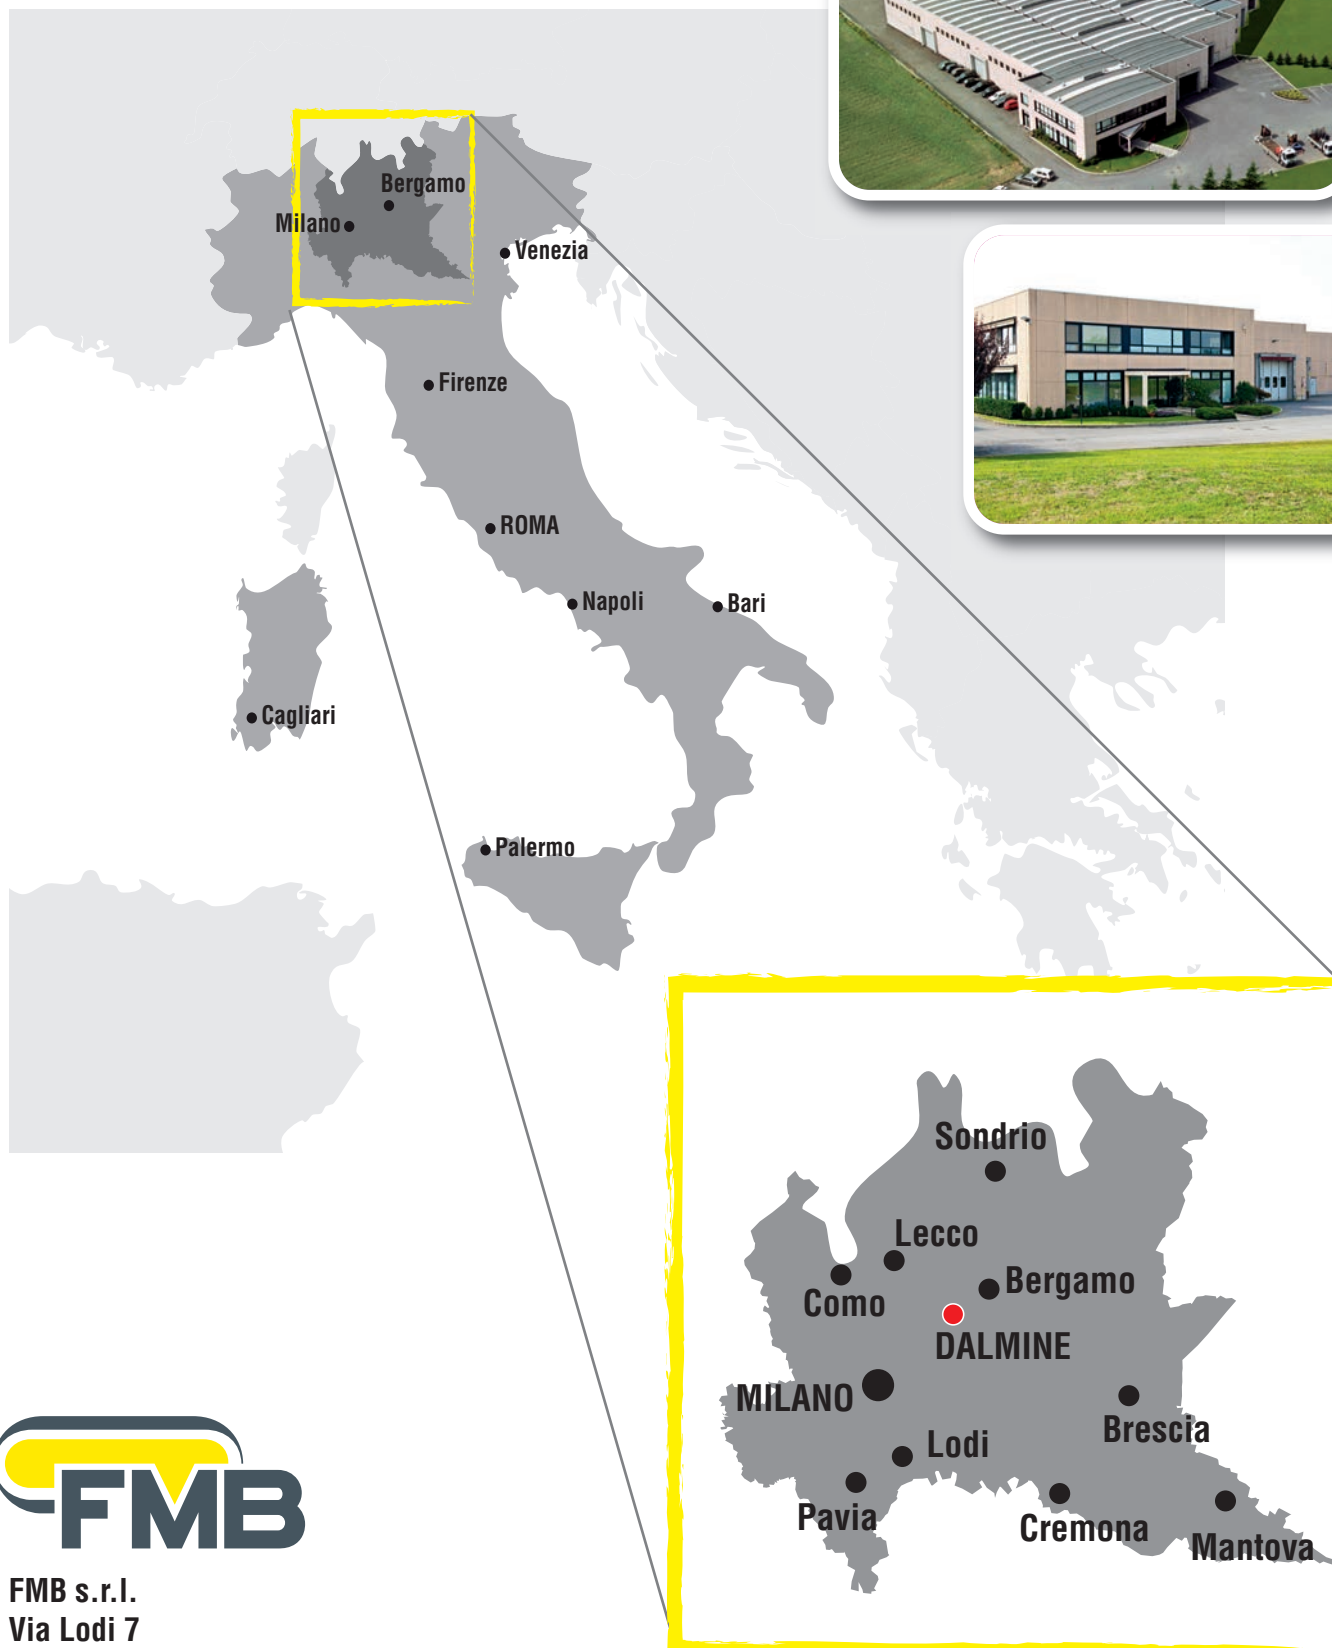 Bergamo
Milano
Venezia
Firenze
ROMA
Napoli
Bari
Cagliari
Palermo
Sondrio
Lecco
Bergamo
Como
DALMINE
MILANO
Brescia
Lodi
Pavia
Cremona
Mantova
FMB
FMB s.r.l.
Via Lodi 7